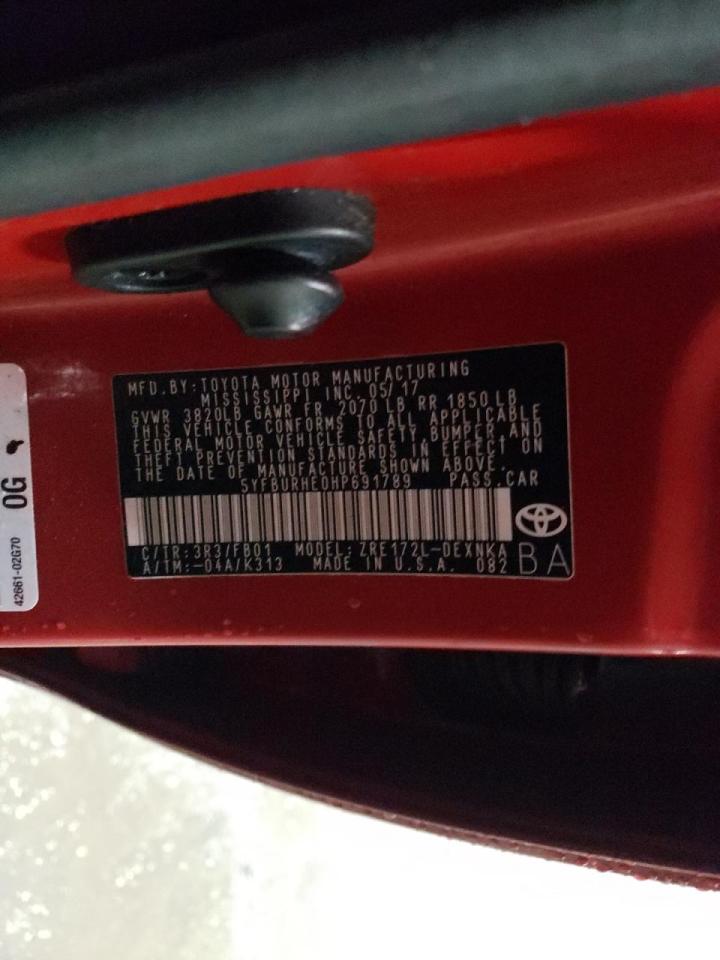 MFD.BY:TOYOTA MOTOR MANUFACTURING
MISSISSIPPI INC. 05/17
GVWR 3820LB GAWR FR 2070 LB RR 1850 LB
THIS VEHICLE CONFORMS TO ALL APPLICABLE
FEDERAL MOTOR VEHICLE SAFETY,BUMPER AND
THEFT PREVENTION STANDARDS IN EFFECT ON
THE DATE OF MANUFACTURE SHOWN ABOVE.
5YFBURHE0HP691789 PASS.CAR
C/TR:3R3/FB01 MODEL:ZRE172L-DEXNKA
A/TM:-04A/K313 MADE IN U.S.A. 082
BA
0G
42661-02G70